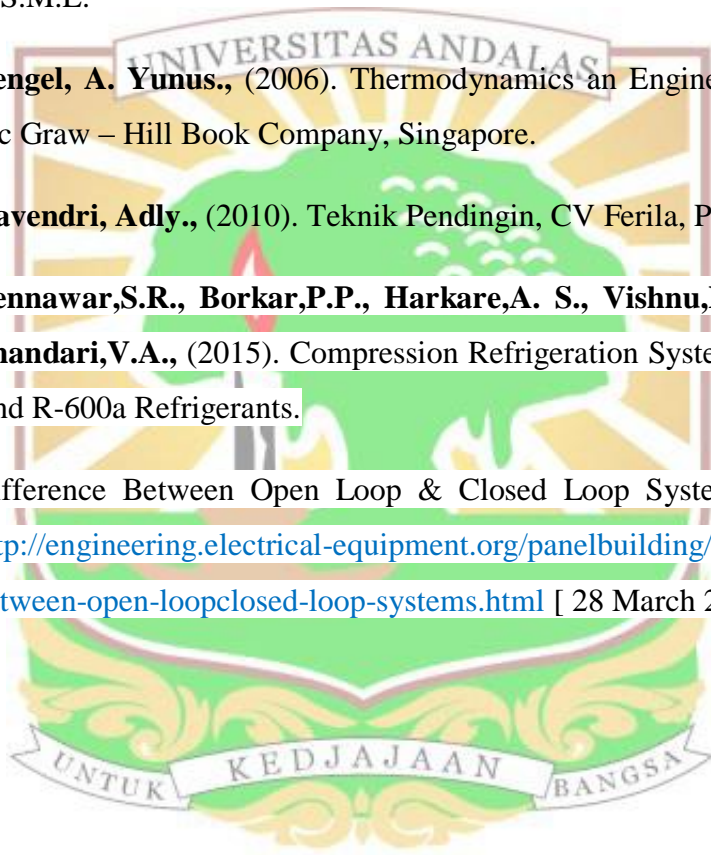 S.M.E.
UNIVERSITAS ANDALAS
engel, A. Yunus., (2006). Thermodynamics an Engine
c Graw – Hill Book Company, Singapore.
avendri, Adly., (2010). Teknik Pendingin, CV Ferila, P
ennawar,S.R., Borkar,P.P., Harkare,A. S., Vishnu,
handari,V.A., (2015). Compression Refrigeration Syste
nd R-600a Refrigerants.
ifference Between Open Loop & Closed Loop Syste
tp://engineering.electrical-equipment.org/panelbuilding/
tween-open-loopclosed-loop-systems.html [ 28 March 2
UNTUK KEDJAJAAN BANGSA